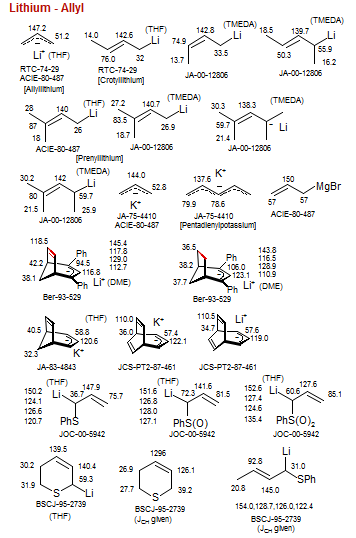 Lithium - Allyl
147.2
51.2
Li⁺ (THF)
RTC-74-29
ACIE-80-487
[Allyllithium]
14.0 142.6 (THF)
Li
76.0 32
RTC-74-29
[Crotyllithium]
142.8 (TMEDA)
Li
74.9
13.7 33.5
JA-00-12806
18.5 139.7 (TMEDA)
Li
50.3 55.9
16.2
JA-00-12806
28 140 (THF)
Li
87 26
18
ACIE-80-487
[Prenyllithium]
27.2 140.7 (TMEDA)
Li
83.5 26.9
18.7
JA-00-12806
30.3 138.3 (TMEDA)
59.7 - Li
21.4
JA-00-12806
30.2 142 (TMEDA)
Li
80 59.7
21.5 25.9
JA-00-12806
144.0
52.8
K⁺
JA-75-4410
ACIE-80-487
K⁺
137.6
79.9 78.6
JA-75-4410
[Pentadienylpotassium]
150
MgBr
57 57
ACIE-80-487
118.5
Ph
42.2 94.5
116.8
38.1
Ph
145.4
117.8
129.0
112.7
Li⁺ (DME)
Ber-93-529
36.5
Ph
38.2 106.0
123.1
37.7
Ph
143.8
116.5
128.9
110.9
Li⁺ (DME)
Ber-93-529
(THF)
K⁺
40.5 58.8
120.6
32.3
JA-83-4843
110.0 K⁺
36.0 57.4
122.1
JCS-PT2-87-461
110.5 Li⁺
34.7 57.6
119.0
JCS-PT2-87-461
(THF)
150.2 Li 36.7 147.9
124.1 75.7
126.6
120.7 PhS
JOC-00-5942
(THF)
151.6 Li 72.3 141.6
126.8 81.5
128.0
127.1 PhS(O)
JOC-00-5942
(THF)
152.6 Li 60.6 127.6
127.4 85.1
124.6
135.4 PhS(O)₂
JOC-00-5942
139.5
30.2 140.4
31.9 59.3
S Li
BSCJ-95-2739
(THF)
1296
26.9 126.1
27.7 39.2
S
BSCJ-95-2739
(J_CH given)
92.8 Li
31.0
SPh
20.8 145.0
154.0,128.7,126.0,122.4
BSCJ-95-2739
(J_CH given)